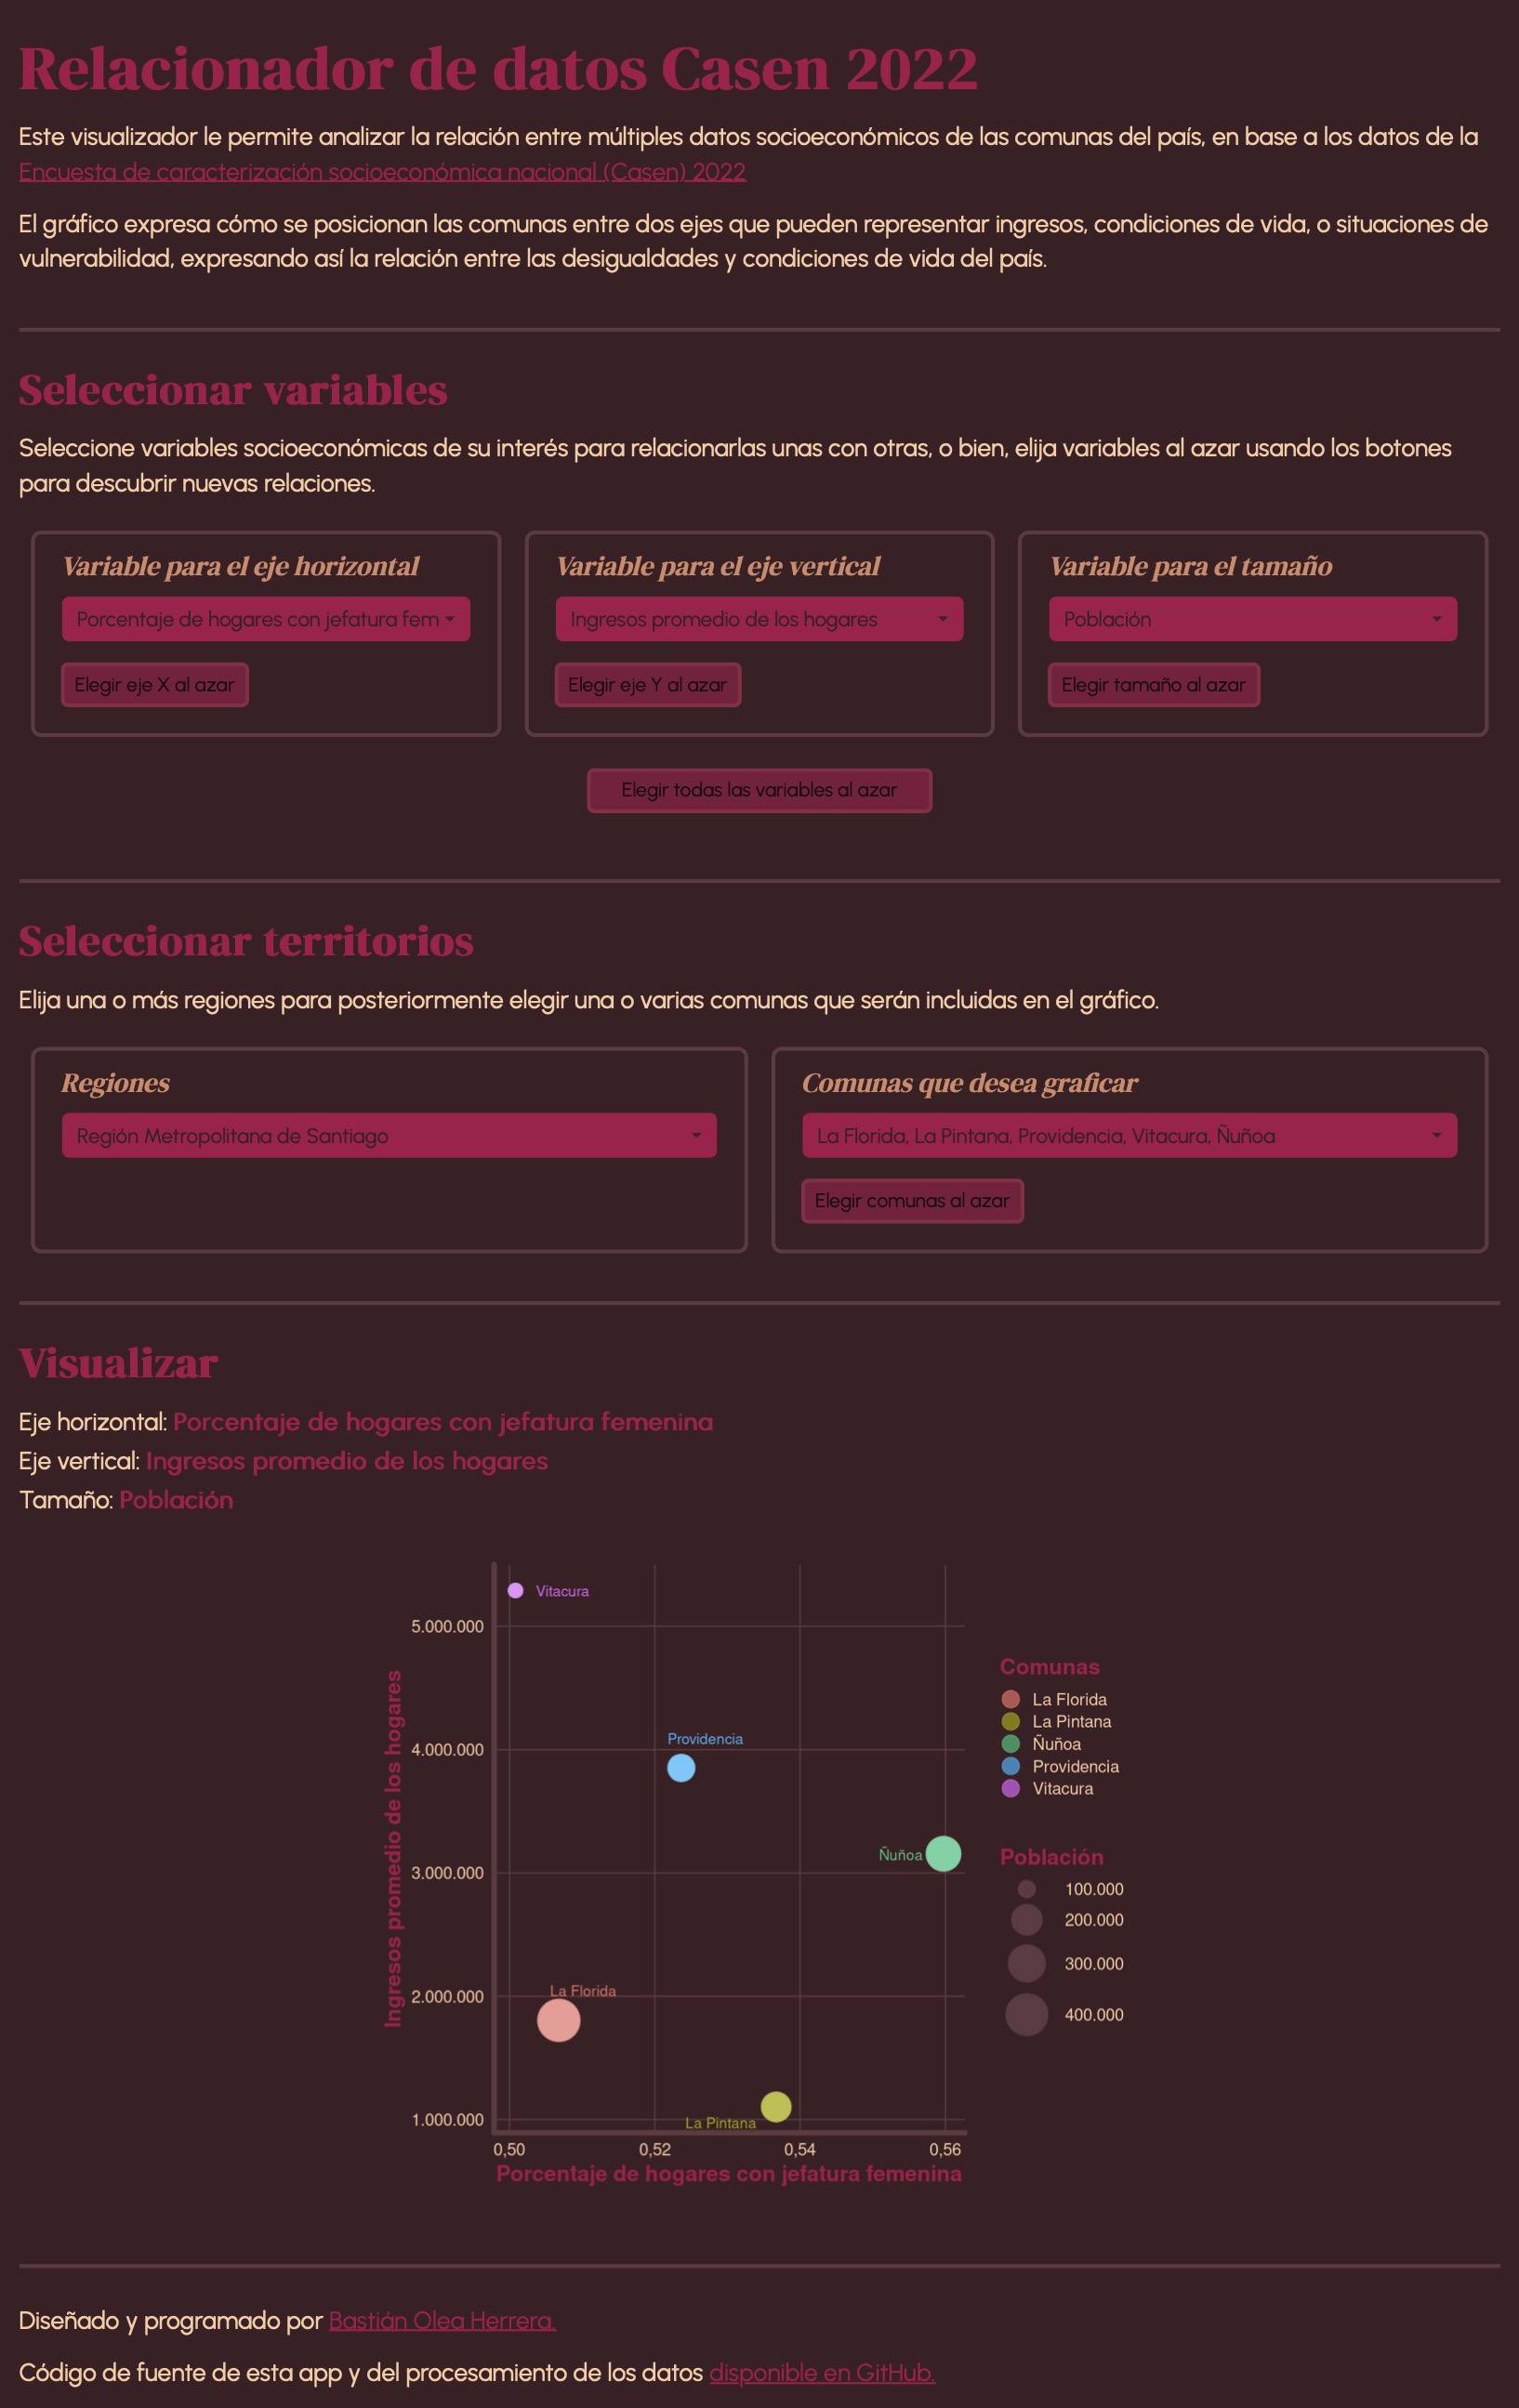 Relacionador de datos Casen 2022
Este visualizador le permite analizar la relación entre múltiples datos socioeconómicos de las comunas del país, en base a los datos de la
Encuesta de caracterización socioeconómica nacional (Casen) 2022
El gráfico expresa cómo se posicionan las comunas entre dos ejes que pueden representar ingresos, condiciones de vida, o situaciones de
vulnerabilidad, expresando así la relación entre las desigualdades y condiciones de vida del país.
Seleccionar variables
Seleccione variables socioeconómicas de su interés para relacionarlas unas con otras, o bien, elija variables al azar usando los botones
para descubrir nuevas relaciones.
Variable para el eje horizontal
Porcentaje de hogares con jefatura fem
Elegir eje X al azar
Variable para el eje vertical
Ingresos promedio de los hogares
Elegir eje Y al azar
Variable para el tamaño
Población
Elegir tamaño al azar
Elegir todas las variables al azar
Seleccionar territorios
Elija una o más regiones para posteriormente elegir una o varias comunas que serán incluidas en el gráfico.
Regiones
Región Metropolitana de Santiago
Comunas que desea graficar
La Florida, La Pintana, Providencia, Vitacura, Ñuñoa
Elegir comunas al azar
Visualizar
Eje horizontal: Porcentaje de hogares con jefatura femenina
Eje vertical: Ingresos promedio de los hogares
Tamaño: Población
Ingresos promedio de los hogares
5.000.000
4.000.000
3.000.000
2.000.000
1.000.000
Vitacura
Providencia
Ñuñoa
La Florida
La Pintana
0,50
0,52
0,54
0,56
Porcentaje de hogares con jefatura femenina
Comunas
La Florida
La Pintana
Ñuñoa
Providencia
Vitacura
Población
100.000
200.000
300.000
400.000
Diseñado y programado por Bastián Olea Herrera.
Código de fuente de esta app y del procesamiento de los datos disponible en GitHub.